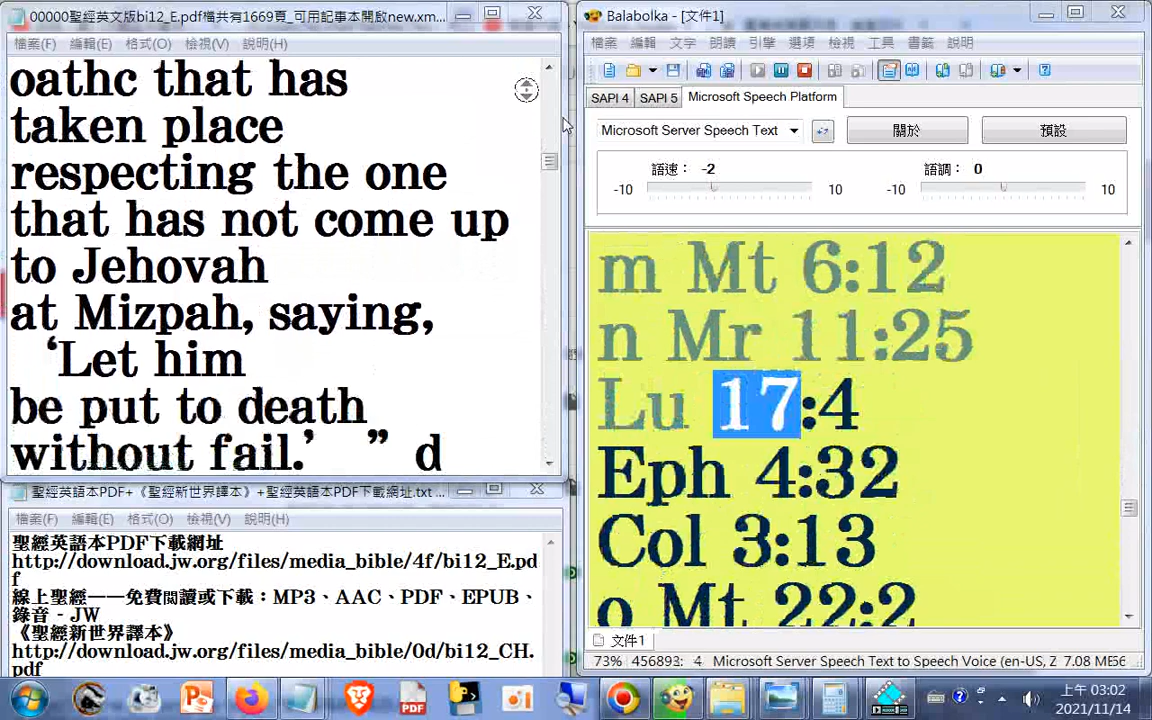 00000聖經英文版bi12_E.pdf檔共有1669頁_可用記事本開啟new.xm...
檔案(F) 編輯(E) 格式(O) 檢視(V) 說明(H)
oathc that has
taken place
respecting the one
that has not come up
to Jehovah
at Mizpah, saying,
‘Let him
be put to death
without fail.’ ” d
聖經英語本PDF+《聖經新世界譯本》+聖經英語本PDF下載網址.txt ...
檔案(F) 編輯(E) 格式(O) 檢視(V) 說明(H)
聖經英語本PDF下載網址
http://download.jw.org/files/media_bible/4f/bi12_E.pd
f
線上聖經──免費閱讀或下載：MP3、AAC、PDF、EPUB、
錄音 - JW
《聖經新世界譯本》
http://download.jw.org/files/media_bible/0d/bi12_CH.
pdf
Balabolka - [文件1]
檔案 編輯 文字 朗讀 引擎 選項 檢視 工具 書籤 說明
SAPI 4 SAPI 5 Microsoft Speech Platform
Microsoft Server Speech Text 關於 預設
語速： -2 語調： 0
-10 10 -10 10
m Mt 6:12
n Mr 11:25
Lu 17:4
Eph 4:32
Col 3:13
o Mt 22:2
文件1
73% 456893: 4 Microsoft Server Speech Text to Speech Voice (en-US, Z 7.08 ME56
PDF
上午 03:02
2021/11/14